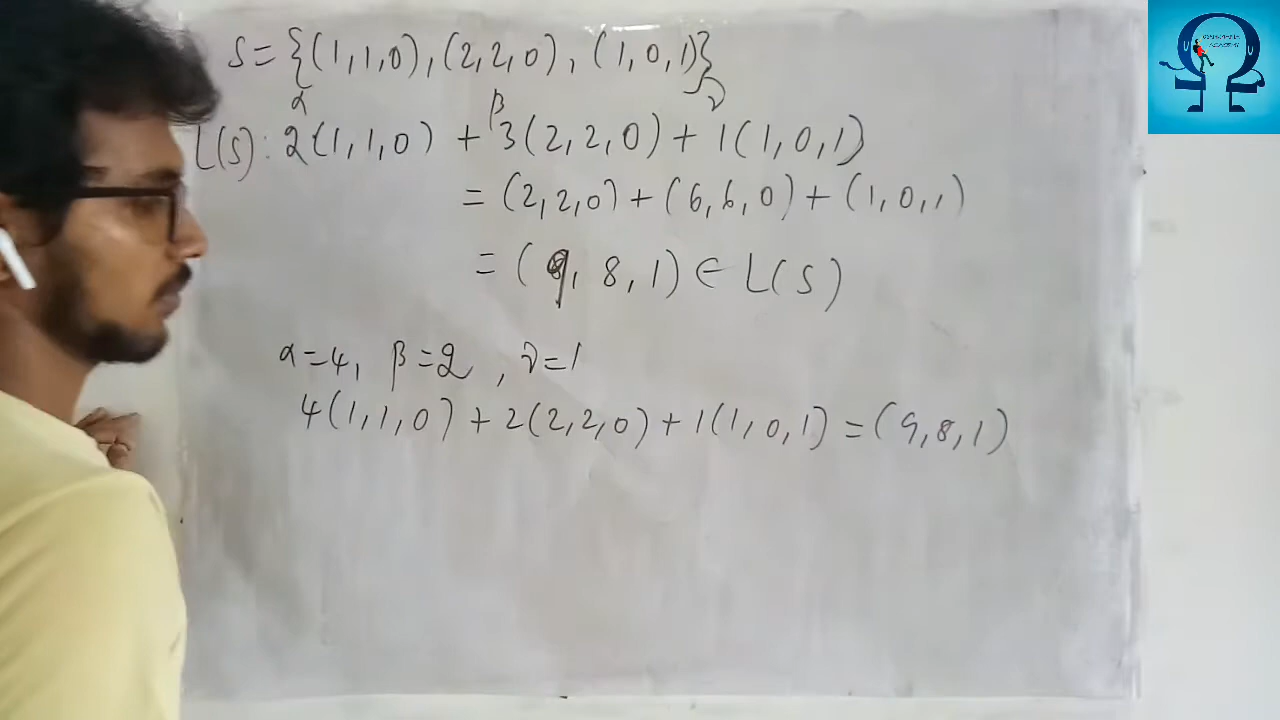 S = {(1,1,0), (2,2,0), (1,0,1)}
α β γ
L(S): 2(1,1,0) + 3(2,2,0) + 1(1,0,1)
= (2,2,0) + (6,6,0) + (1,0,1)
= (9, 8, 1) ∈ L(S)
α = 4, β = 2, γ = 1
4(1,1,0) + 2(2,2,0) + 1(1,0,1) = (9,8,1)
ACADEMY